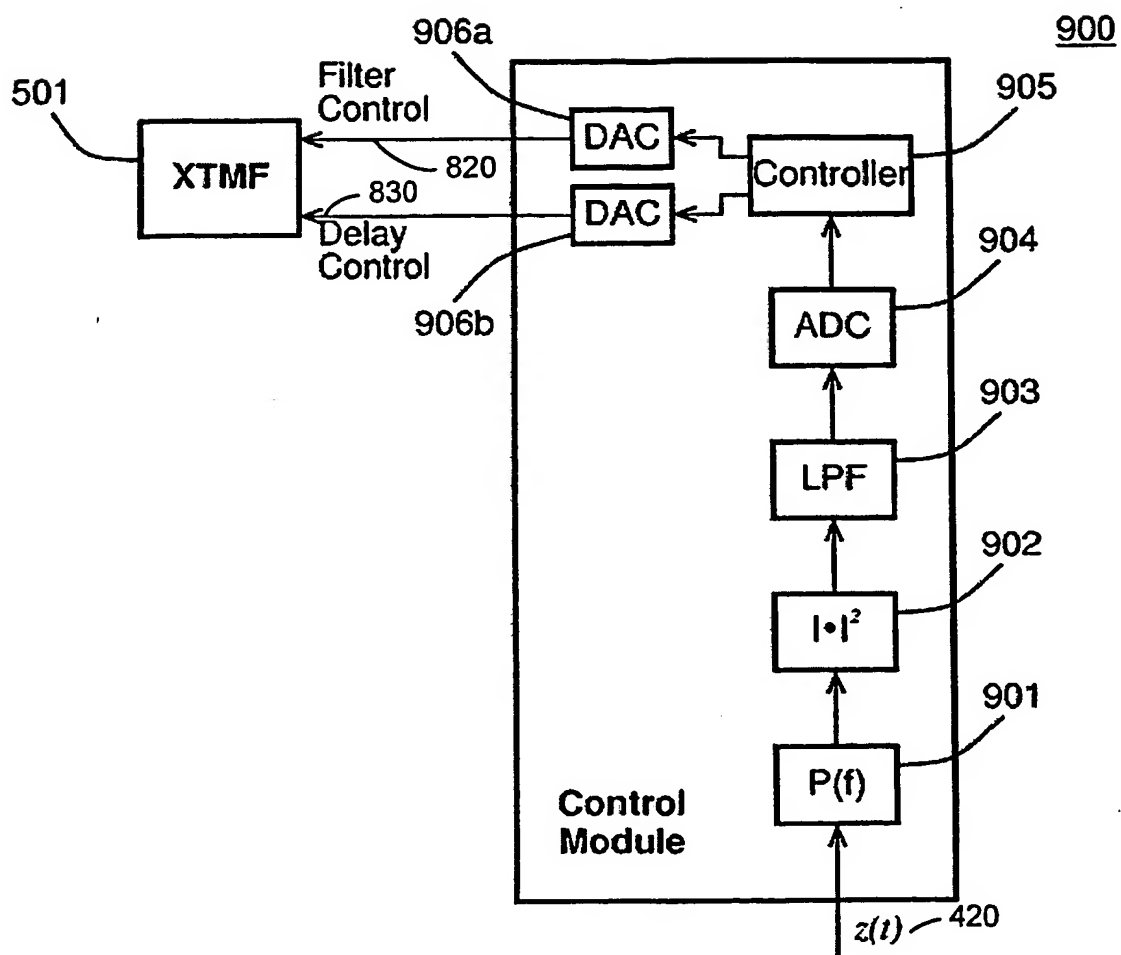 900
906a
501
Filter
Control
905
DAC
Controller
XTMF
820
830
DAC
Delay
Control
904
906b
ADC
903
LPF
902
|•|²
901
P(f)
Control
Module
z(t)
420